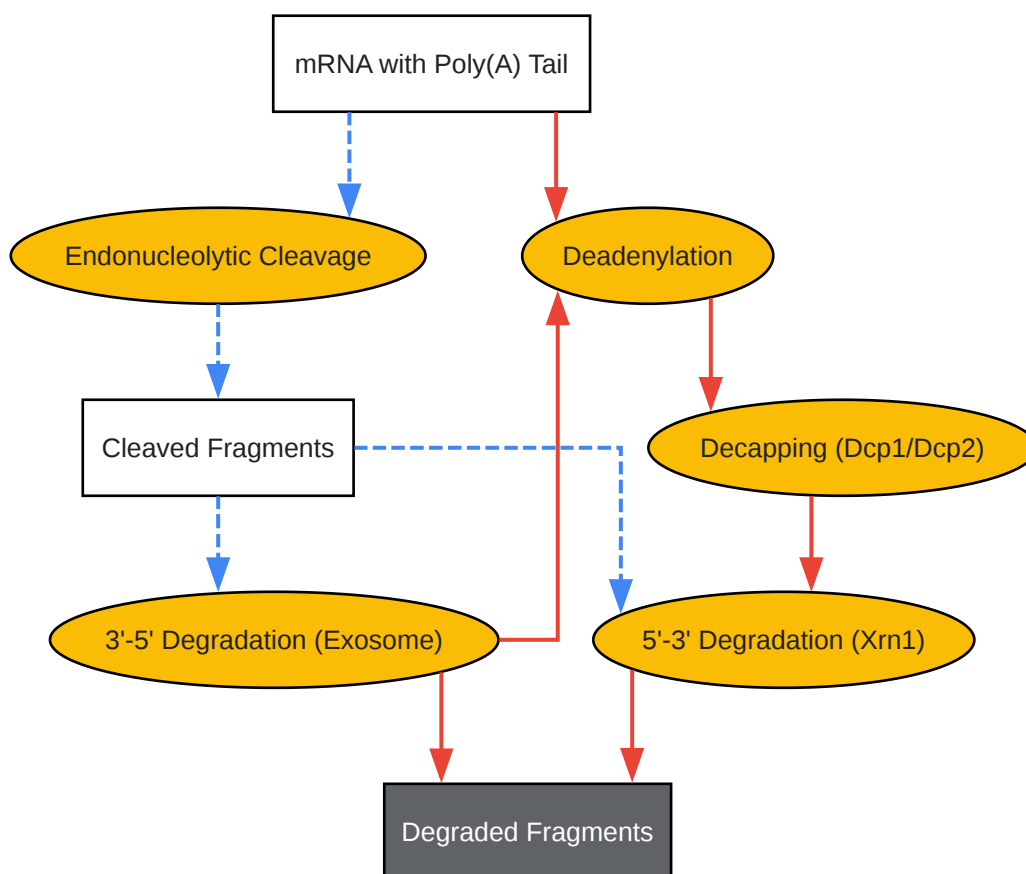 mRNA with Poly(A) Tail
Endonucleolytic Cleavage
Deadenylation
Cleaved Fragments
Decapping (Dcp1/Dcp2)
3'-5' Degradation (Exosome)
5'-3' Degradation (Xrn1)
Degraded Fragments